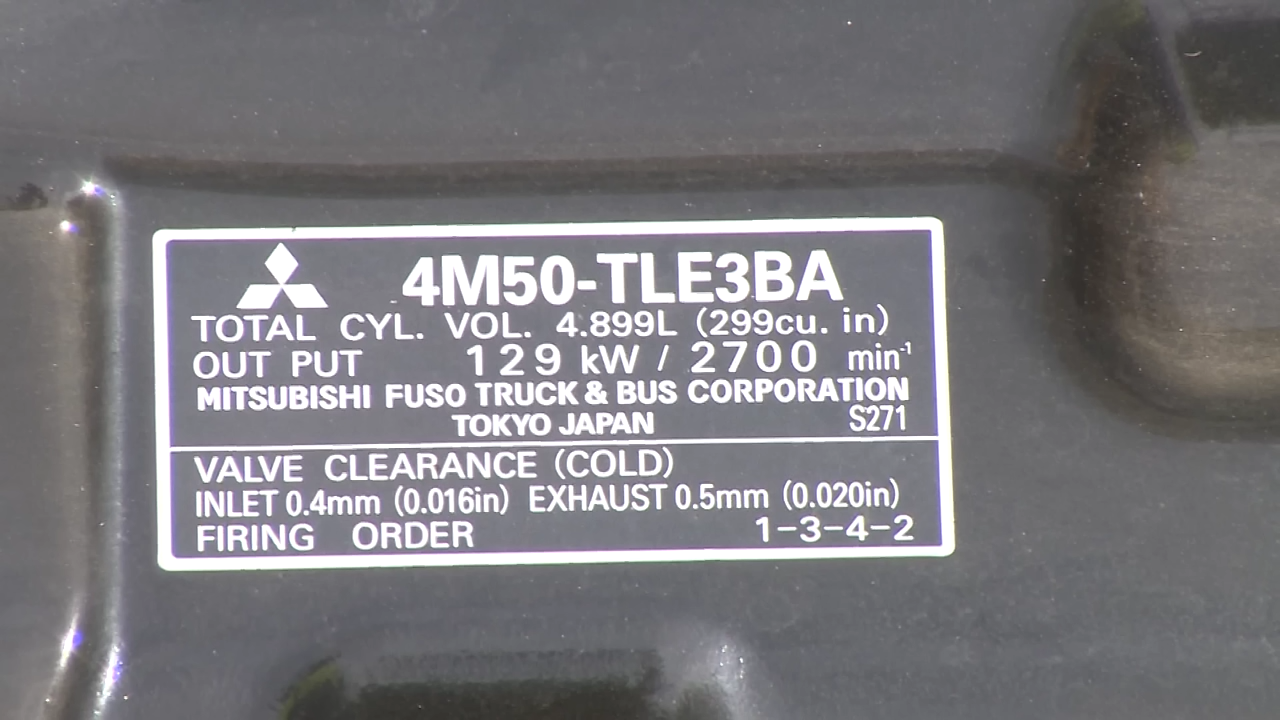 4M50-TLE3BA
TOTAL CYL. VOL. 4.899L (299cu. in)
OUT PUT 129 kW / 2700 min-1
MITSUBISHI FUSO TRUCK & BUS CORPORATION
TOKYO JAPAN S271
VALVE CLEARANCE (COLD)
INLET 0.4mm (0.016in) EXHAUST 0.5mm (0.020in)
FIRING ORDER 1-3-4-2